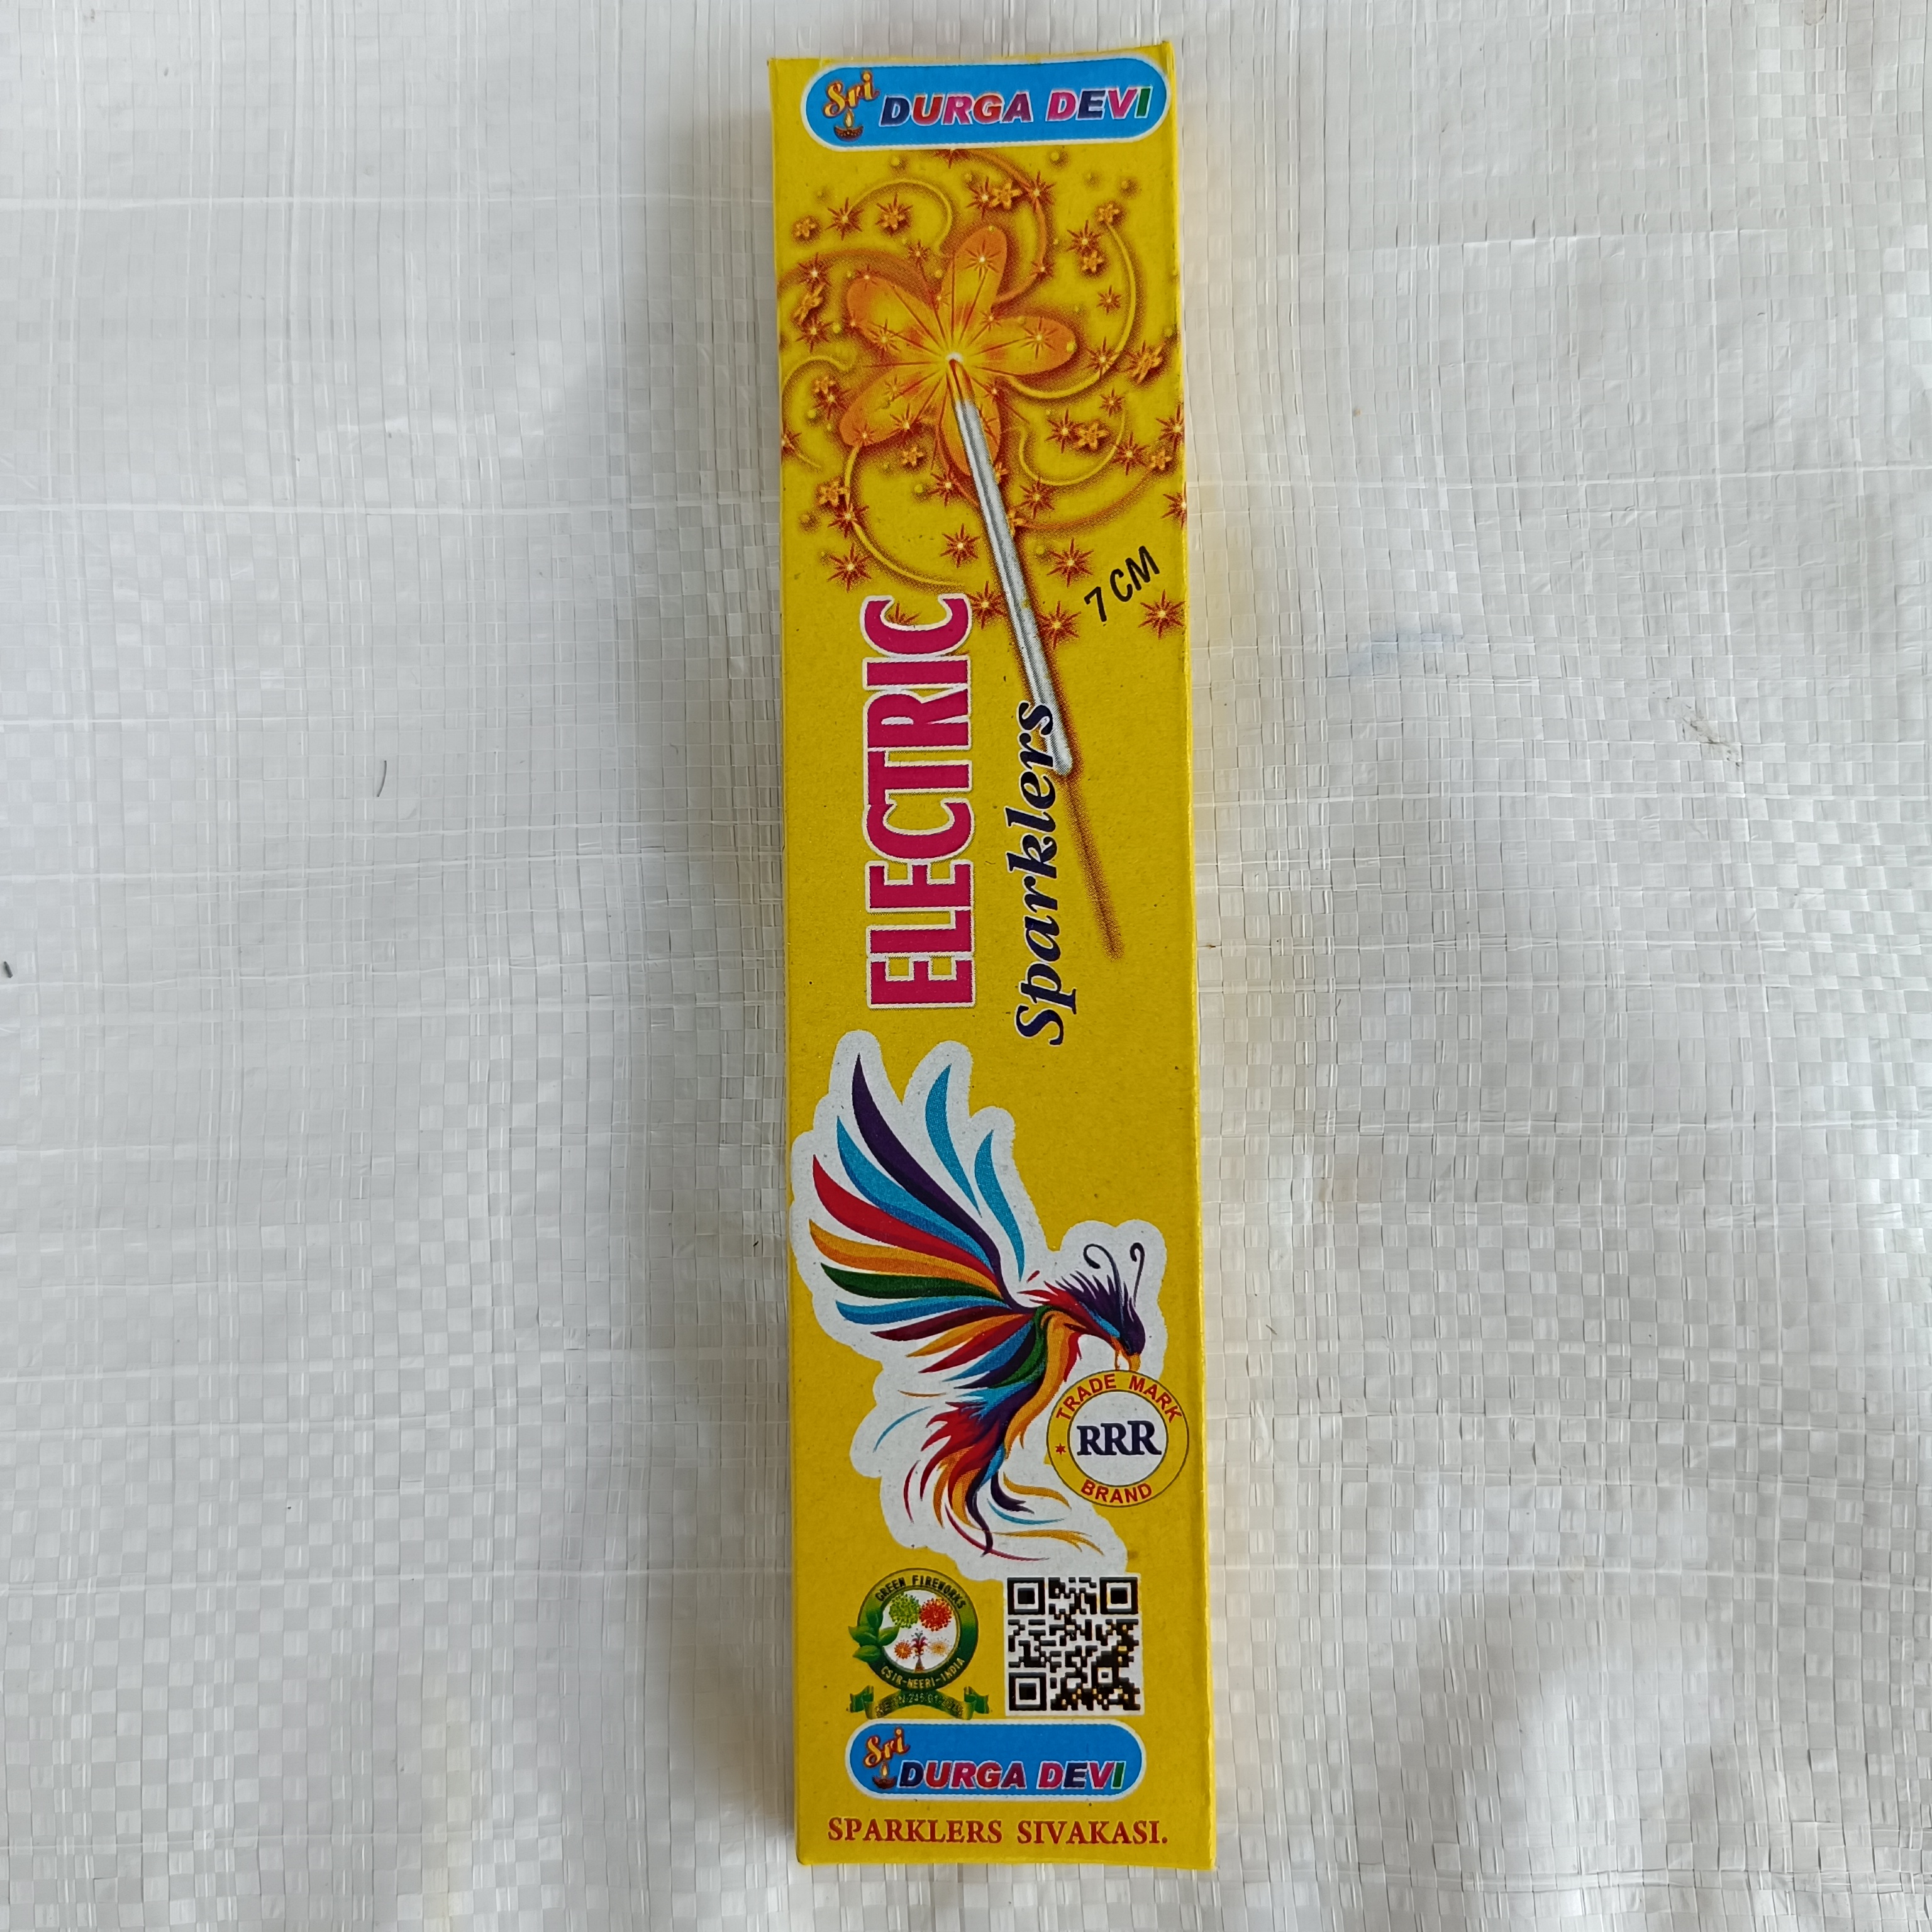 Sri DURGA DEVI
7 CM
ELECTRIC
Sparklers
TRADE MARK
RRR
BRAND
GREEN FIREWORKS
CSIR-NEERI-INDIA
Sri DURGA DEVI
SPARKLERS SIVAKASI.